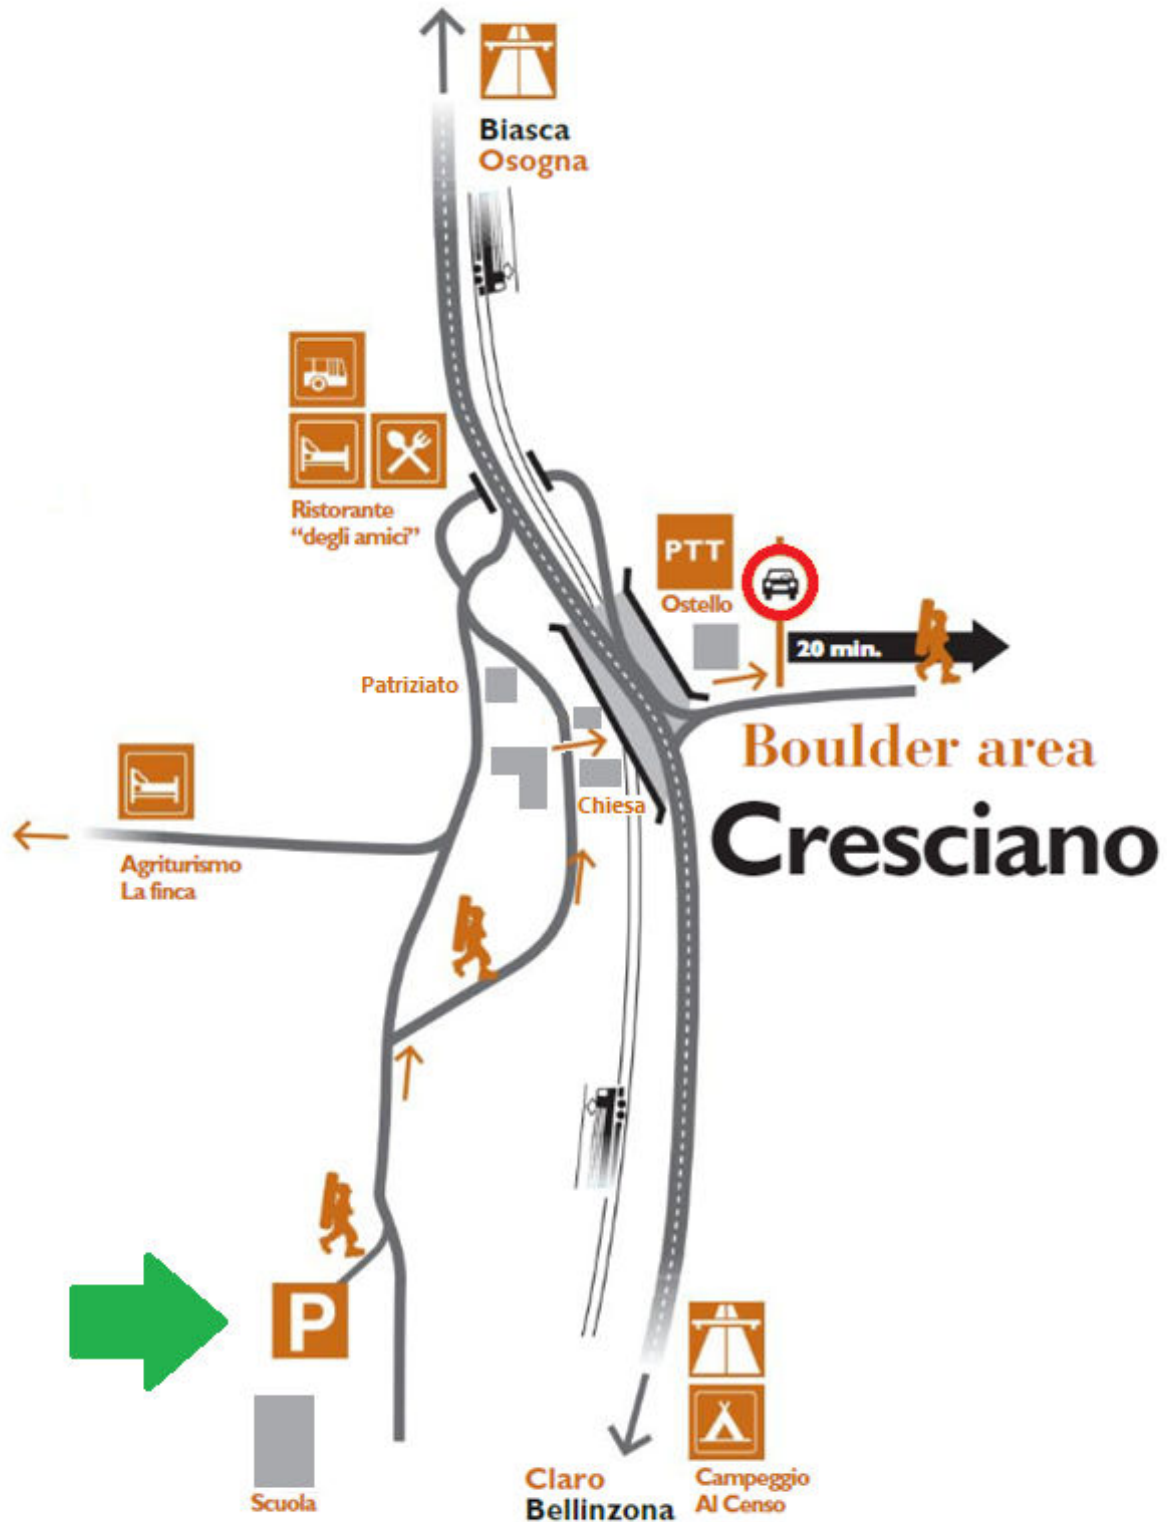 Biasca
Osogna
Ristorante
“degli amici”
PTT
Ostello
20 min.
Patriziato
Boulder area
Cresciano
Chiesa
Agriturismo
La finca
P
Scuola
Claro
Bellinzona
Campeggio
Al Censo